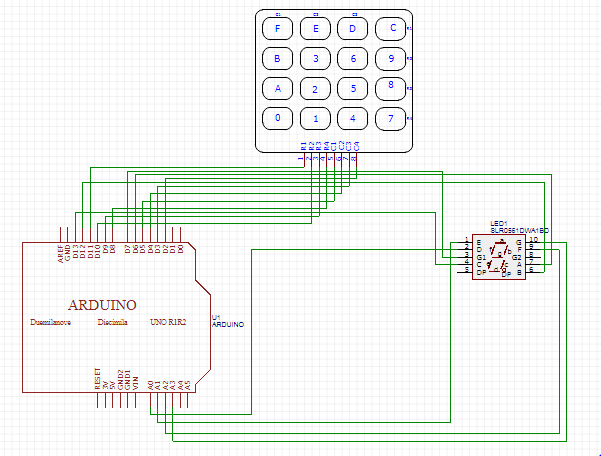 C1 C2 C3 C4
F E D C R1
B 3 6 9 R2
A 2 5 8 R3
0 1 4 7 R4
R1 R2 R3 R4 C1 C2 C3 C4
1 2 3 4 5 6 7 8
LED1
SLR0561DWA1BD
1 E G 10
2 D F 9
3 G1 G2 8
4 C A 7
5 DP B 6
a
f b
g
e c
d DP
AREF GND D13 D12 D11 D10 D9 D8 D7 D6 D5 D4 D3 D2 D1 D0
ARDUINO
Duemilanove Diecimila UNO R1R2
U1
ARDUINO
RESET 3V 5V GND2 GND1 VIN A0 A1 A2 A3 A4 A5